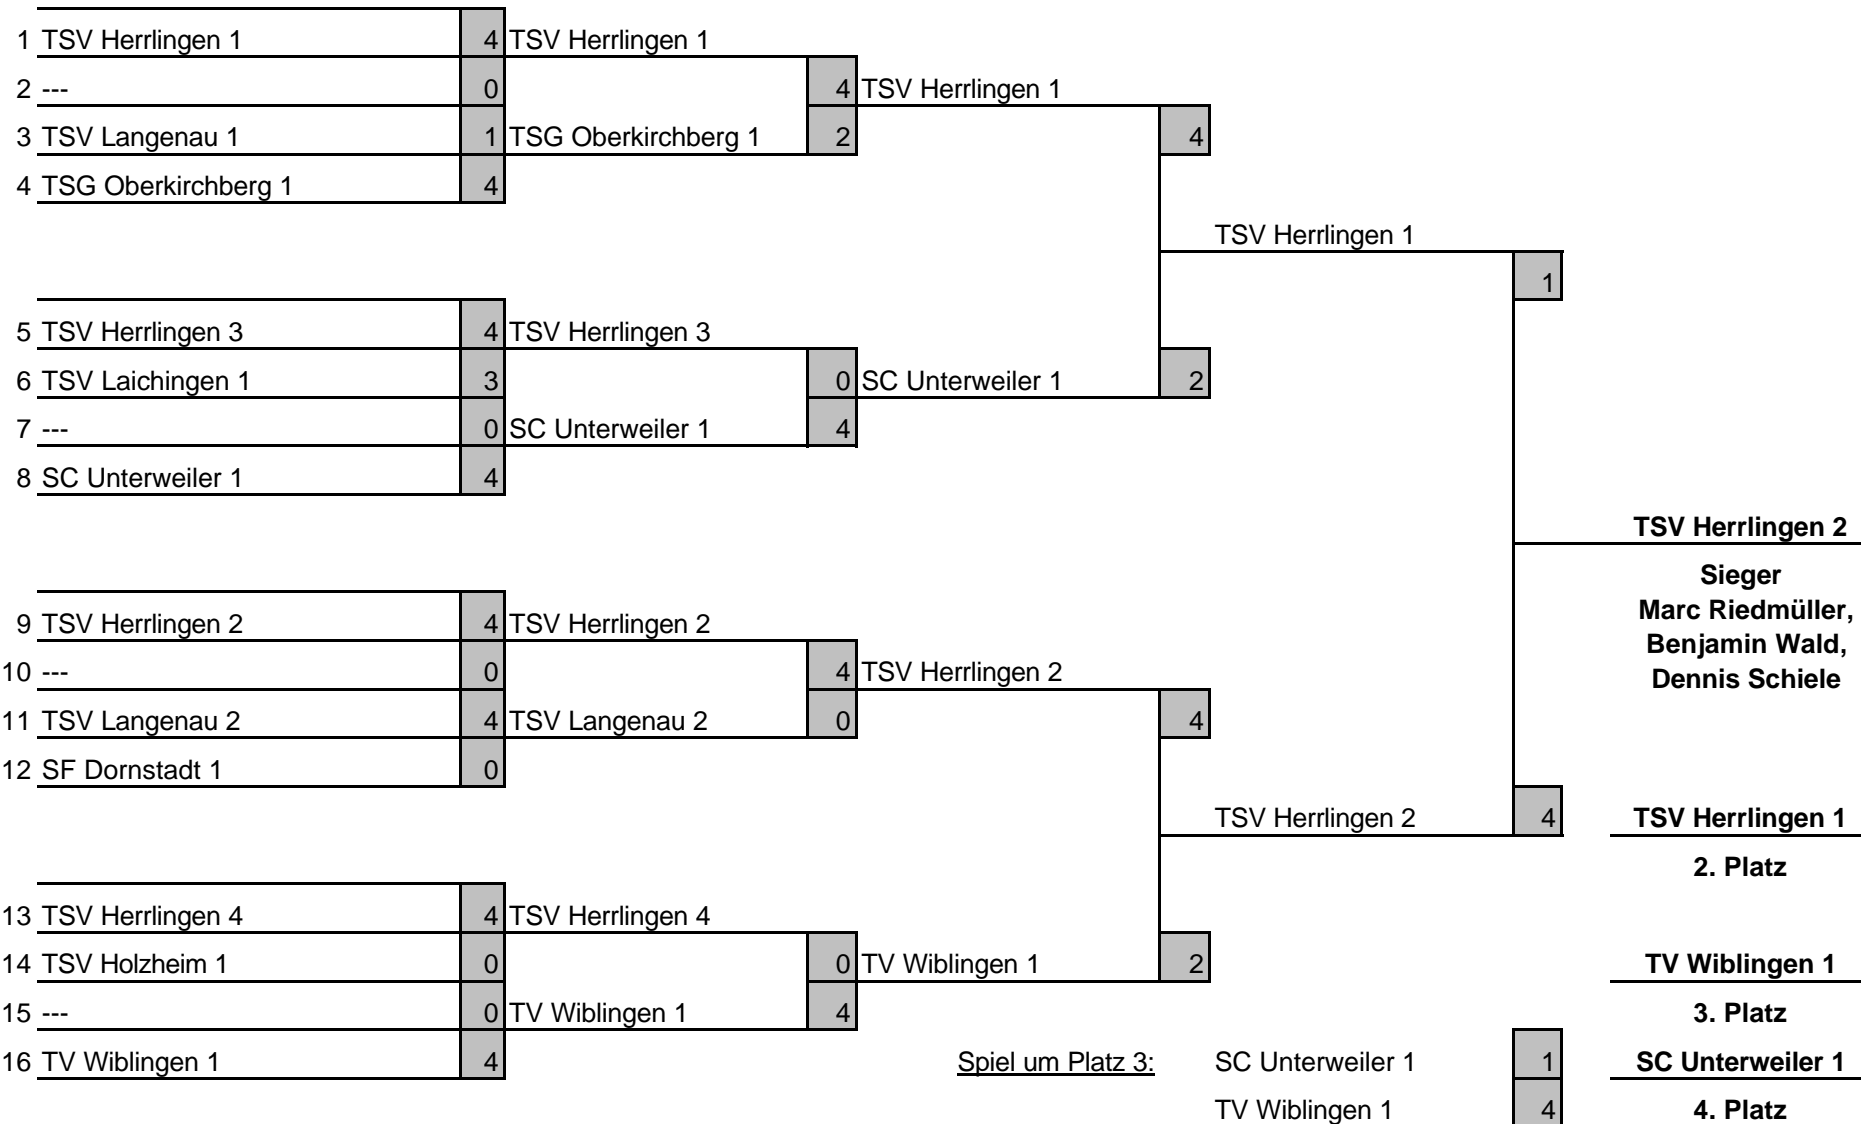 1 TSV Herrlingen 1 4 TSV Herrlingen 1
2 --- 0 4 TSV Herrlingen 1
3 TSV Langenau 1 1 TSG Oberkirchberg 1 2 4
4 TSG Oberkirchberg 1 4
TSV Herrlingen 1
1
5 TSV Herrlingen 3 4 TSV Herrlingen 3
6 TSV Laichingen 1 3 0 SC Unterweiler 1 2
7 --- 0 SC Unterweiler 1 4
8 SC Unterweiler 1 4
TSV Herrlingen 2
Sieger
9 TSV Herrlingen 2 4 TSV Herrlingen 2 Marc Riedmüller,
Benjamin Wald,
10 --- 0 4 TSV Herrlingen 2 Dennis Schiele
11 TSV Langenau 2 4 TSV Langenau 2 0 4
12 SF Dornstadt 1 0
TSV Herrlingen 2 4 TSV Herrlingen 1
2. Platz
13 TSV Herrlingen 4 4 TSV Herrlingen 4
14 TSV Holzheim 1 0 0 TV Wiblingen 1 2 TV Wiblingen 1
15 --- 0 TV Wiblingen 1 4 3. Platz
16 TV Wiblingen 1 4 Spiel um Platz 3: SC Unterweiler 1 1 SC Unterweiler 1
TV Wiblingen 1 4 4. Platz